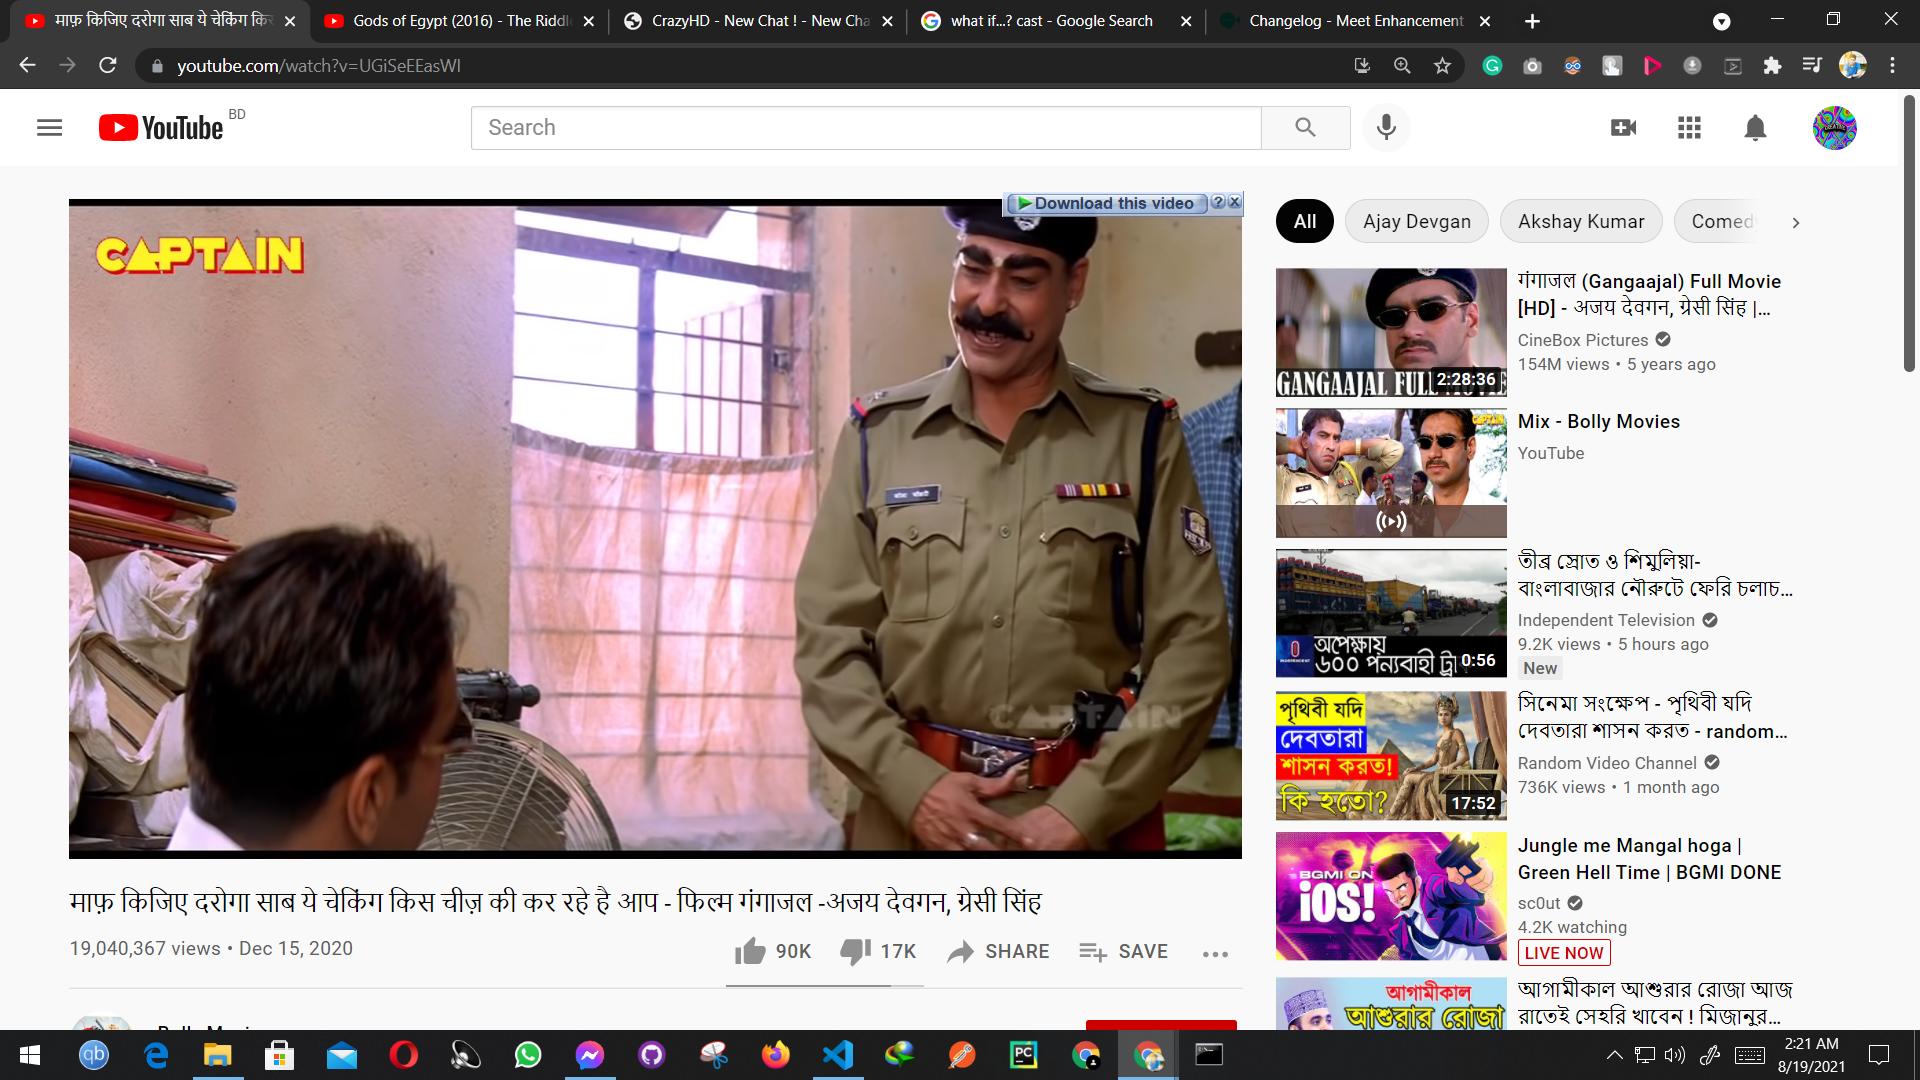 माफ़ किजिए दरोगा साब ये चेकिंग कि
Gods of Egypt (2016) - The Riddl
CrazyHD - New Chat ! - New Cha
what if...? cast - Google Search
Changelog - Meet Enhancement
youtube.com/watch?v=UGiSeEEasWI
YouTube BD
Search
Download this video ?
CAPTAIN
CAPTAIN
माफ़ किजिए दरोगा साब ये चेकिंग किस चीज़ की कर रहे है आप - फिल्म गंगाजल -अजय देवगन, ग्रेसी सिंह
19,040,367 views • Dec 15, 2020
90K
17K
SHARE
SAVE
All
Ajay Devgan
Akshay Kumar
Comed
GANGAAJAL FULL MOVIE
2:28:36
गंगाजल (Gangaajal) Full Movie
[HD] - अजय देवगन, ग्रेसी सिंह |...
CineBox Pictures
154M views • 5 years ago
Mix - Bolly Movies
YouTube
অপেক্ষায়
৬০০ পন্যবাহী ট্রা
INDEPENDENT
0:56
তীব্র স্রোত ও শিমুলিয়া-
বাংলাবাজার নৌরুটে ফেরি চলাচ...
Independent Television
9.2K views • 5 hours ago
New
পৃথিবী যদি
দেবতারা
শাসন করত!
কি হতো?
17:52
সিনেমা সংক্ষেপ - পৃথিবী যদি
দেবতারা শাসন করত - random...
Random Video Channel
736K views • 1 month ago
BGMI ON
iOS!
Jungle me Mangal hoga |
Green Hell Time | BGMI DONE
sc0ut
4.2K watching
LIVE NOW
আগামীকাল
আশুরার রোজা
আগামীকাল আশুরার রোজা আজ
রাতেই সেহরি খাবেন ! মিজানুর...
qb
PC
2:21 AM
8/19/2021